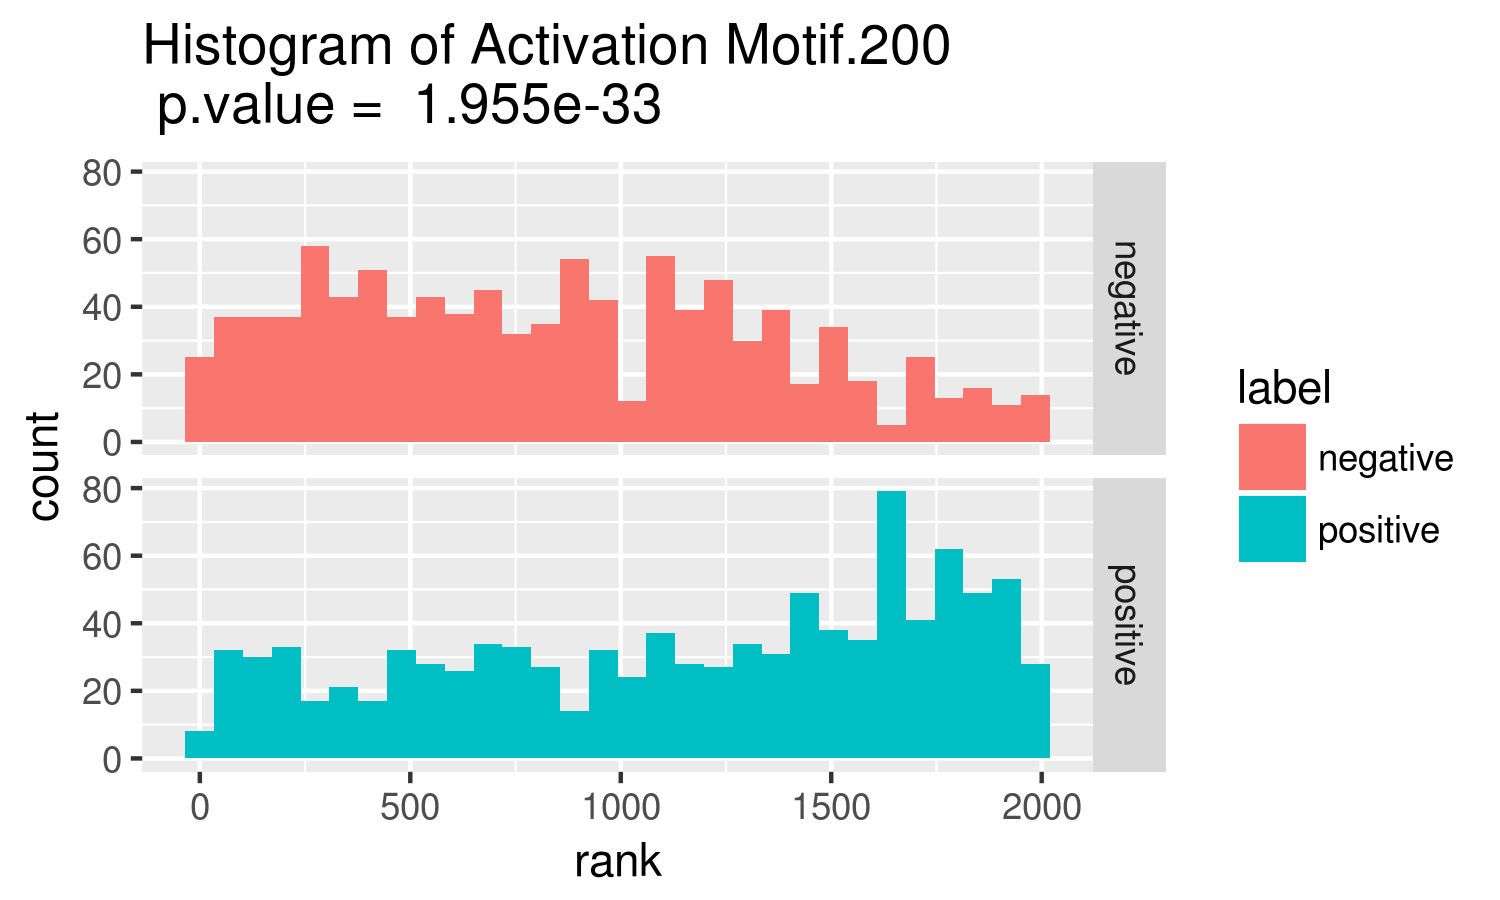 Histogram of Activation Motif.200
p.value = 1.955e-33
80
60
40
20
0
negative
80
60
40
20
0
positive
count
0 500 1000 1500 2000
rank
label
negative
positive